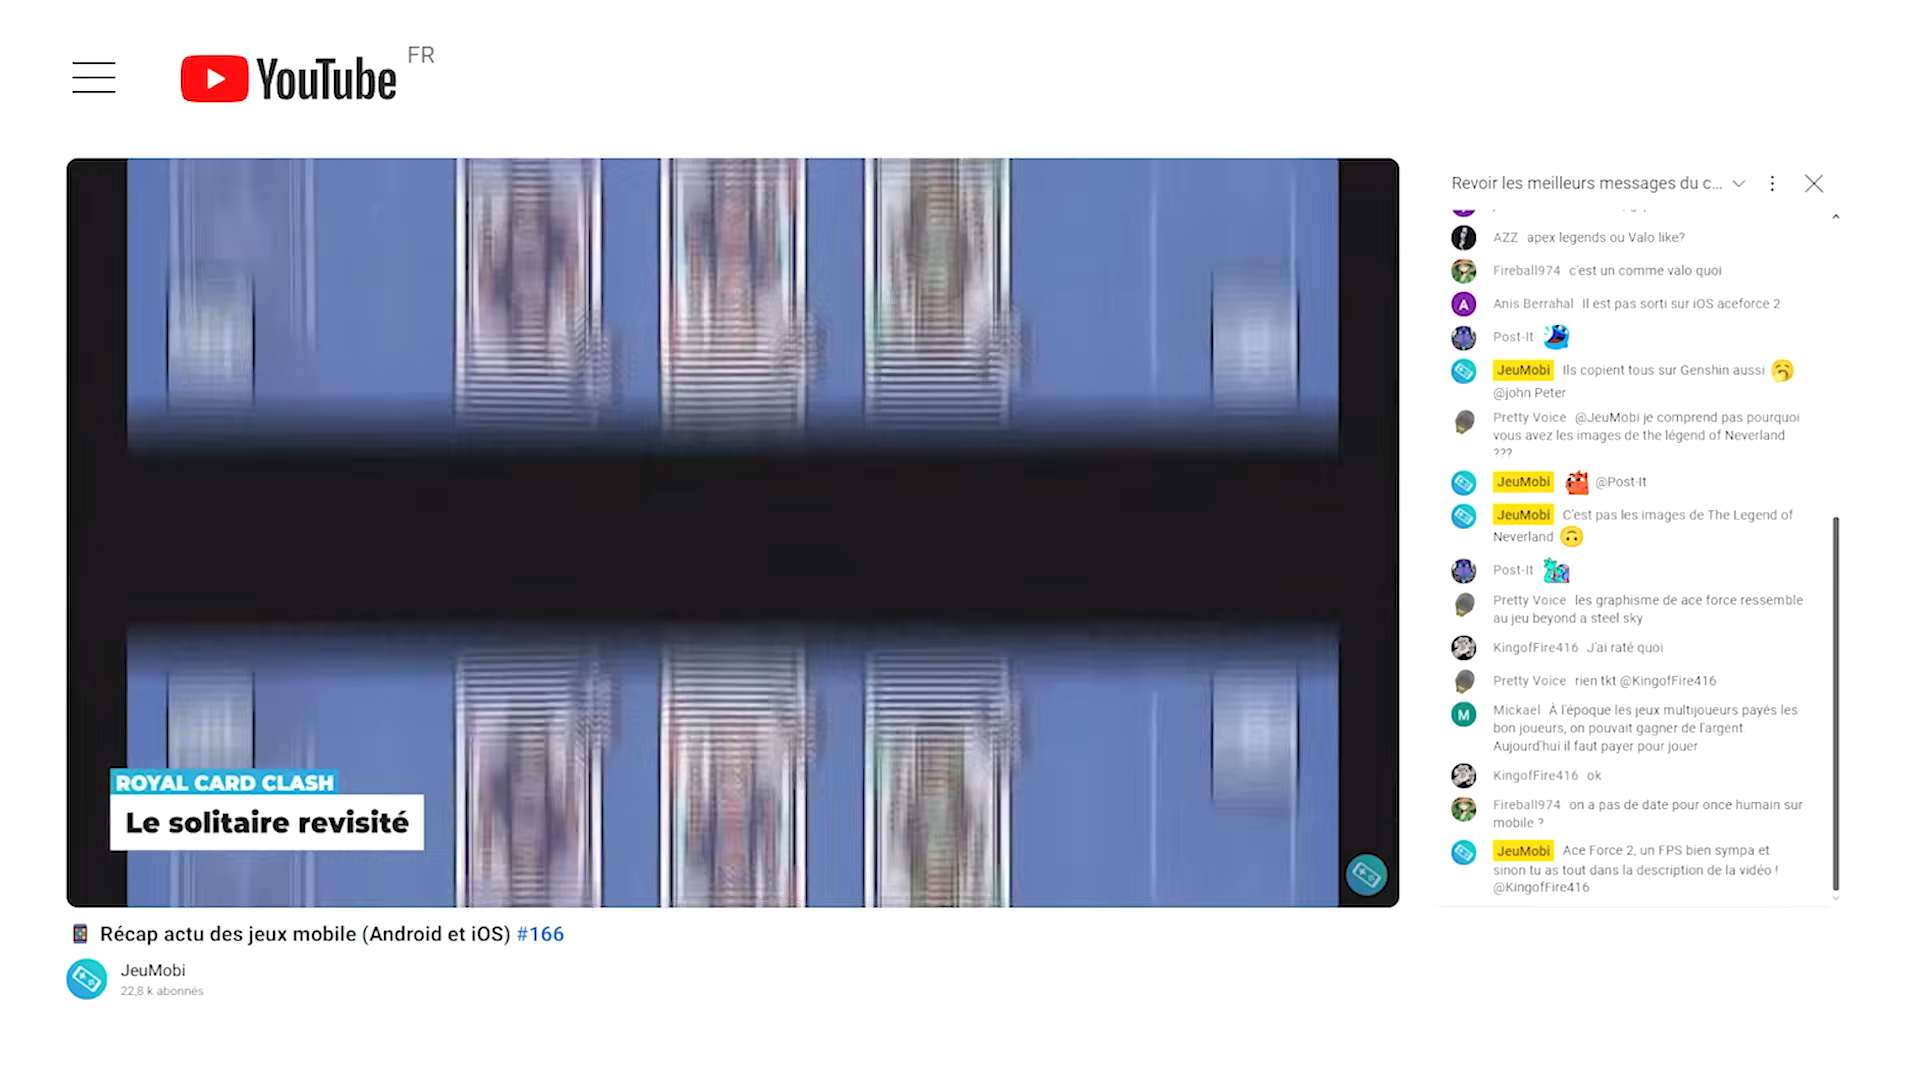 YouTube FR
ROYAL CARD CLASH
Le solitaire revisité
Récap actu des jeux mobile (Android et iOS) #166
JeuMobi
22,8 k abonnés
Revoir les meilleurs messages du c...
AZZ apex legends ou Valo like?
Fireball974 c'est un comme valo quoi
A
Anis Berrahal Il est pas sorti sur iOS aceforce 2
Post-It
JeuMobi Ils copient tous sur Genshin aussi
@john Peter
Pretty Voice @JeuMobi je comprend pas pourquoi
vous avez les images de the légend of Neverland
???
JeuMobi @Post-It
JeuMobi C'est pas les images de The Legend of
Neverland
Post-It
Pretty Voice les graphisme de ace force ressemble
au jeu beyond a steel sky
KingofFire416 J'ai raté quoi
Pretty Voice rien tkt @KingofFire416
M
Mickaël À l'époque les jeux multijoueurs payés les
bon joueurs, on pouvait gagner de l'argent.
Aujourd'hui il faut payer pour jouer
KingofFire416 ok
Fireball974 on a pas de date pour once humain sur
mobile ?
JeuMobi Ace Force 2, un FPS bien sympa et
sinon tu as tout dans la description de la vidéo !
@KingofFire416